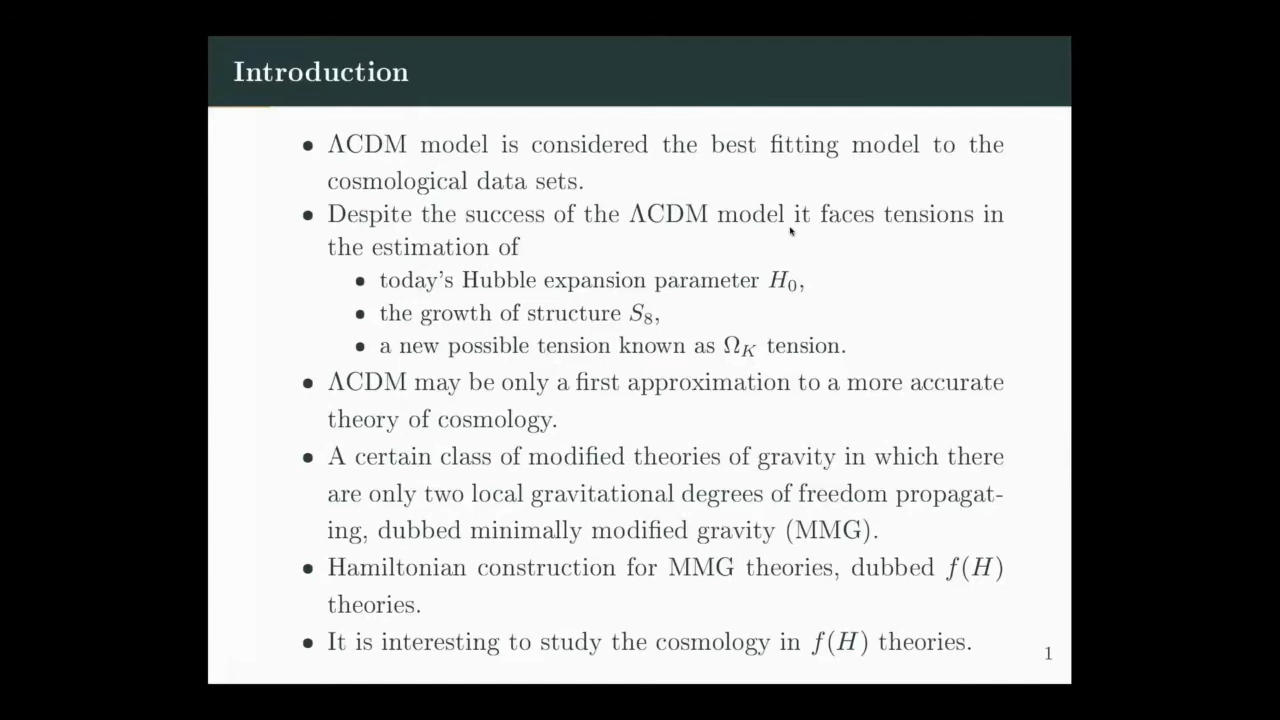 Introduction
• ΛCDM model is considered the best fitting model to the
cosmological data sets.
• Despite the success of the ΛCDM model it faces tensions in
the estimation of
• today's Hubble expansion parameter H₀,
• the growth of structure S₈,
• a new possible tension known as Ω_K tension.
• ΛCDM may be only a first approximation to a more accurate
theory of cosmology.
• A certain class of modified theories of gravity in which there
are only two local gravitational degrees of freedom propagat-
ing, dubbed minimally modified gravity (MMG).
• Hamiltonian construction for MMG theories, dubbed f(H)
theories.
• It is interesting to study the cosmology in f(H) theories.
1